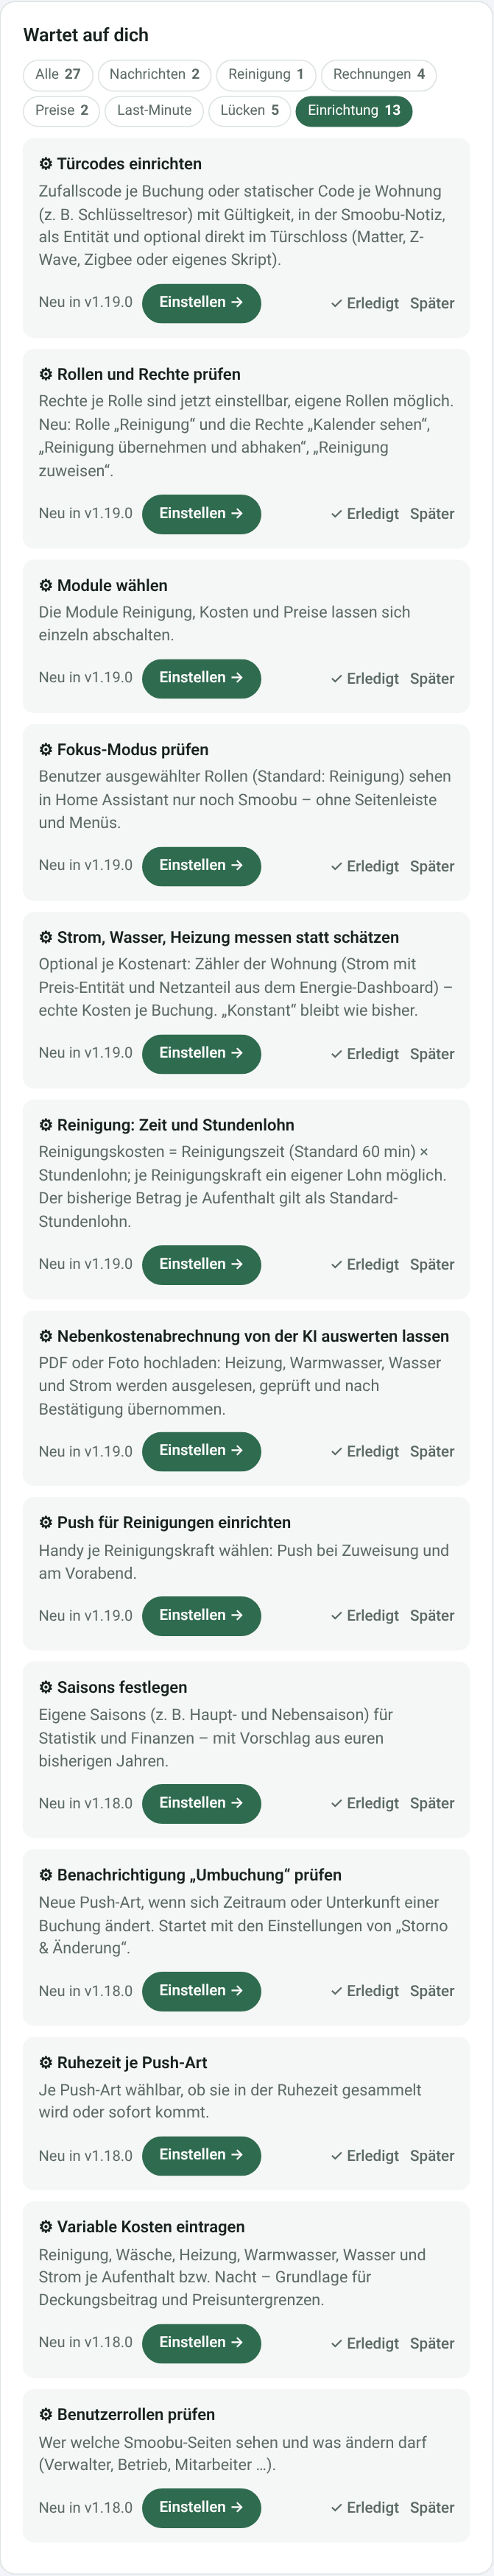 Wartet auf dich
Alle 27 Nachrichten 2 Reinigung 1 Rechnungen 4
Preise 2 Last-Minute Lücken 5 Einrichtung 13
⚙ Türcodes einrichten
Zufallscode je Buchung oder statischer Code je Wohnung
(z. B. Schlüsseltresor) mit Gültigkeit, in der Smoobu-Notiz,
als Entität und optional direkt im Türschloss (Matter, Z-
Wave, Zigbee oder eigenes Skript).
Neu in v1.19.0 Einstellen → ✓ Erledigt Später
⚙ Rollen und Rechte prüfen
Rechte je Rolle sind jetzt einstellbar, eigene Rollen möglich.
Neu: Rolle „Reinigung“ und die Rechte „Kalender sehen“,
„Reinigung übernehmen und abhaken“, „Reinigung
zuweisen“.
Neu in v1.19.0 Einstellen → ✓ Erledigt Später
⚙ Module wählen
Die Module Reinigung, Kosten und Preise lassen sich
einzeln abschalten.
Neu in v1.19.0 Einstellen → ✓ Erledigt Später
⚙ Fokus-Modus prüfen
Benutzer ausgewählter Rollen (Standard: Reinigung) sehen
in Home Assistant nur noch Smoobu – ohne Seitenleiste
und Menüs.
Neu in v1.19.0 Einstellen → ✓ Erledigt Später
⚙ Strom, Wasser, Heizung messen statt schätzen
Optional je Kostenart: Zähler der Wohnung (Strom mit
Preis-Entität und Netzanteil aus dem Energie-Dashboard) –
echte Kosten je Buchung. „Konstant“ bleibt wie bisher.
Neu in v1.19.0 Einstellen → ✓ Erledigt Später
⚙ Reinigung: Zeit und Stundenlohn
Reinigungskosten = Reinigungszeit (Standard 60 min) ×
Stundenlohn; je Reinigungskraft ein eigener Lohn möglich.
Der bisherige Betrag je Aufenthalt gilt als Standard-
Stundenlohn.
Neu in v1.19.0 Einstellen → ✓ Erledigt Später
⚙ Nebenkostenabrechnung von der KI auswerten lassen
PDF oder Foto hochladen: Heizung, Warmwasser, Wasser
und Strom werden ausgelesen, geprüft und nach
Bestätigung übernommen.
Neu in v1.19.0 Einstellen → ✓ Erledigt Später
⚙ Push für Reinigungen einrichten
Handy je Reinigungskraft wählen: Push bei Zuweisung und
am Vorabend.
Neu in v1.19.0 Einstellen → ✓ Erledigt Später
⚙ Saisons festlegen
Eigene Saisons (z. B. Haupt- und Nebensaison) für
Statistik und Finanzen – mit Vorschlag aus euren
bisherigen Jahren.
Neu in v1.18.0 Einstellen → ✓ Erledigt Später
⚙ Benachrichtigung „Umbuchung“ prüfen
Neue Push-Art, wenn sich Zeitraum oder Unterkunft einer
Buchung ändert. Startet mit den Einstellungen von „Storno
& Änderung“.
Neu in v1.18.0 Einstellen → ✓ Erledigt Später
⚙ Ruhezeit je Push-Art
Je Push-Art wählbar, ob sie in der Ruhezeit gesammelt
wird oder sofort kommt.
Neu in v1.18.0 Einstellen → ✓ Erledigt Später
⚙ Variable Kosten eintragen
Reinigung, Wäsche, Heizung, Warmwasser, Wasser und
Strom je Aufenthalt bzw. Nacht – Grundlage für
Deckungsbeitrag und Preisuntergrenzen.
Neu in v1.18.0 Einstellen → ✓ Erledigt Später
⚙ Benutzerrollen prüfen
Wer welche Smoobu-Seiten sehen und was ändern darf
(Verwalter, Betrieb, Mitarbeiter …).
Neu in v1.18.0 Einstellen → ✓ Erledigt Später